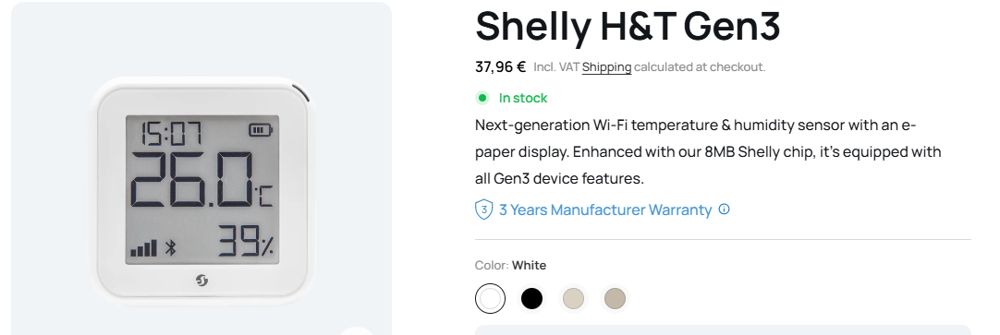 15:07
26.0°C
39%
Shelly H&T Gen3
37,96 € Incl. VAT Shipping calculated at checkout.
In stock
Next-generation Wi-Fi temperature & humidity sensor with an e-
paper display. Enhanced with our 8MB Shelly chip, it's equipped with
all Gen3 device features.
3 3 Years Manufacturer Warranty
Color: White